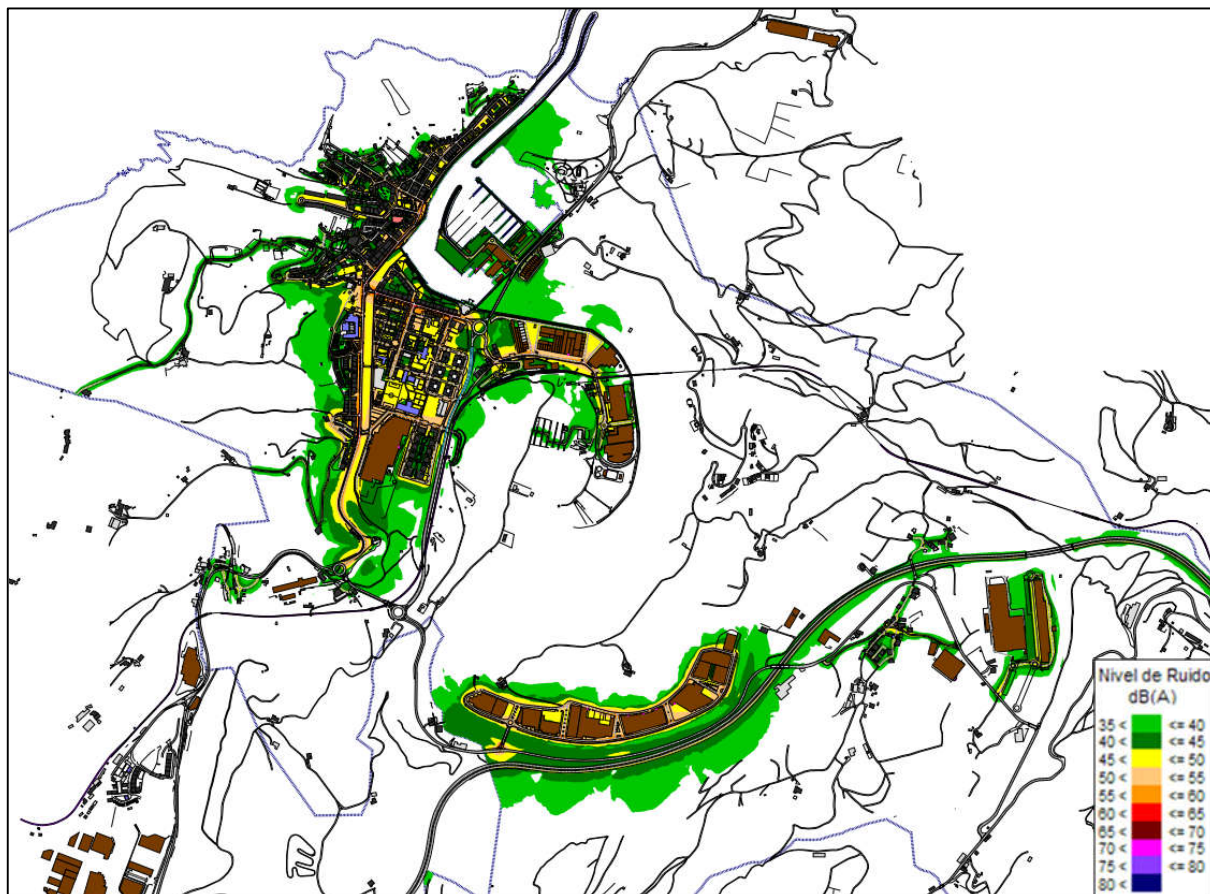 Nivel de Ruido
dB(A)
35 < <= 40
40 < <= 45
45 < <= 50
50 < <= 55
55 < <= 60
60 < <= 65
65 < <= 70
70 < <= 75
75 < <= 80
80 <